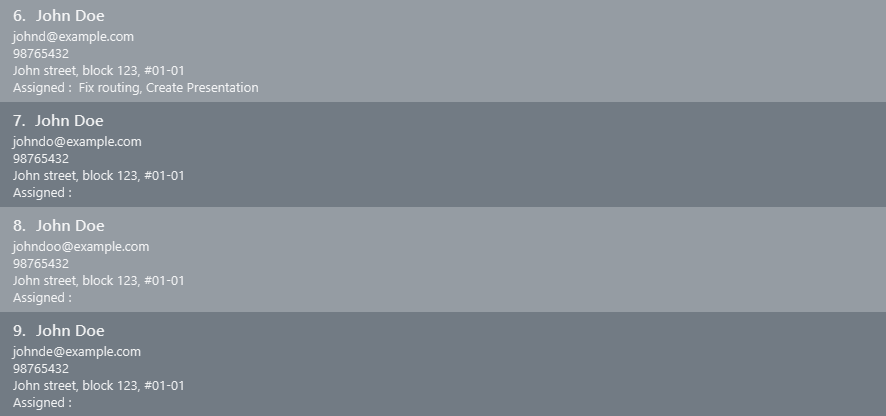 6. John Doe
johnd@example.com
98765432
John street, block 123, #01-01
Assigned : Fix routing, Create Presentation
7. John Doe
johndo@example.com
98765432
John street, block 123, #01-01
Assigned :
8. John Doe
johndoo@example.com
98765432
John street, block 123, #01-01
Assigned :
9. John Doe
johnde@example.com
98765432
John street, block 123, #01-01
Assigned :